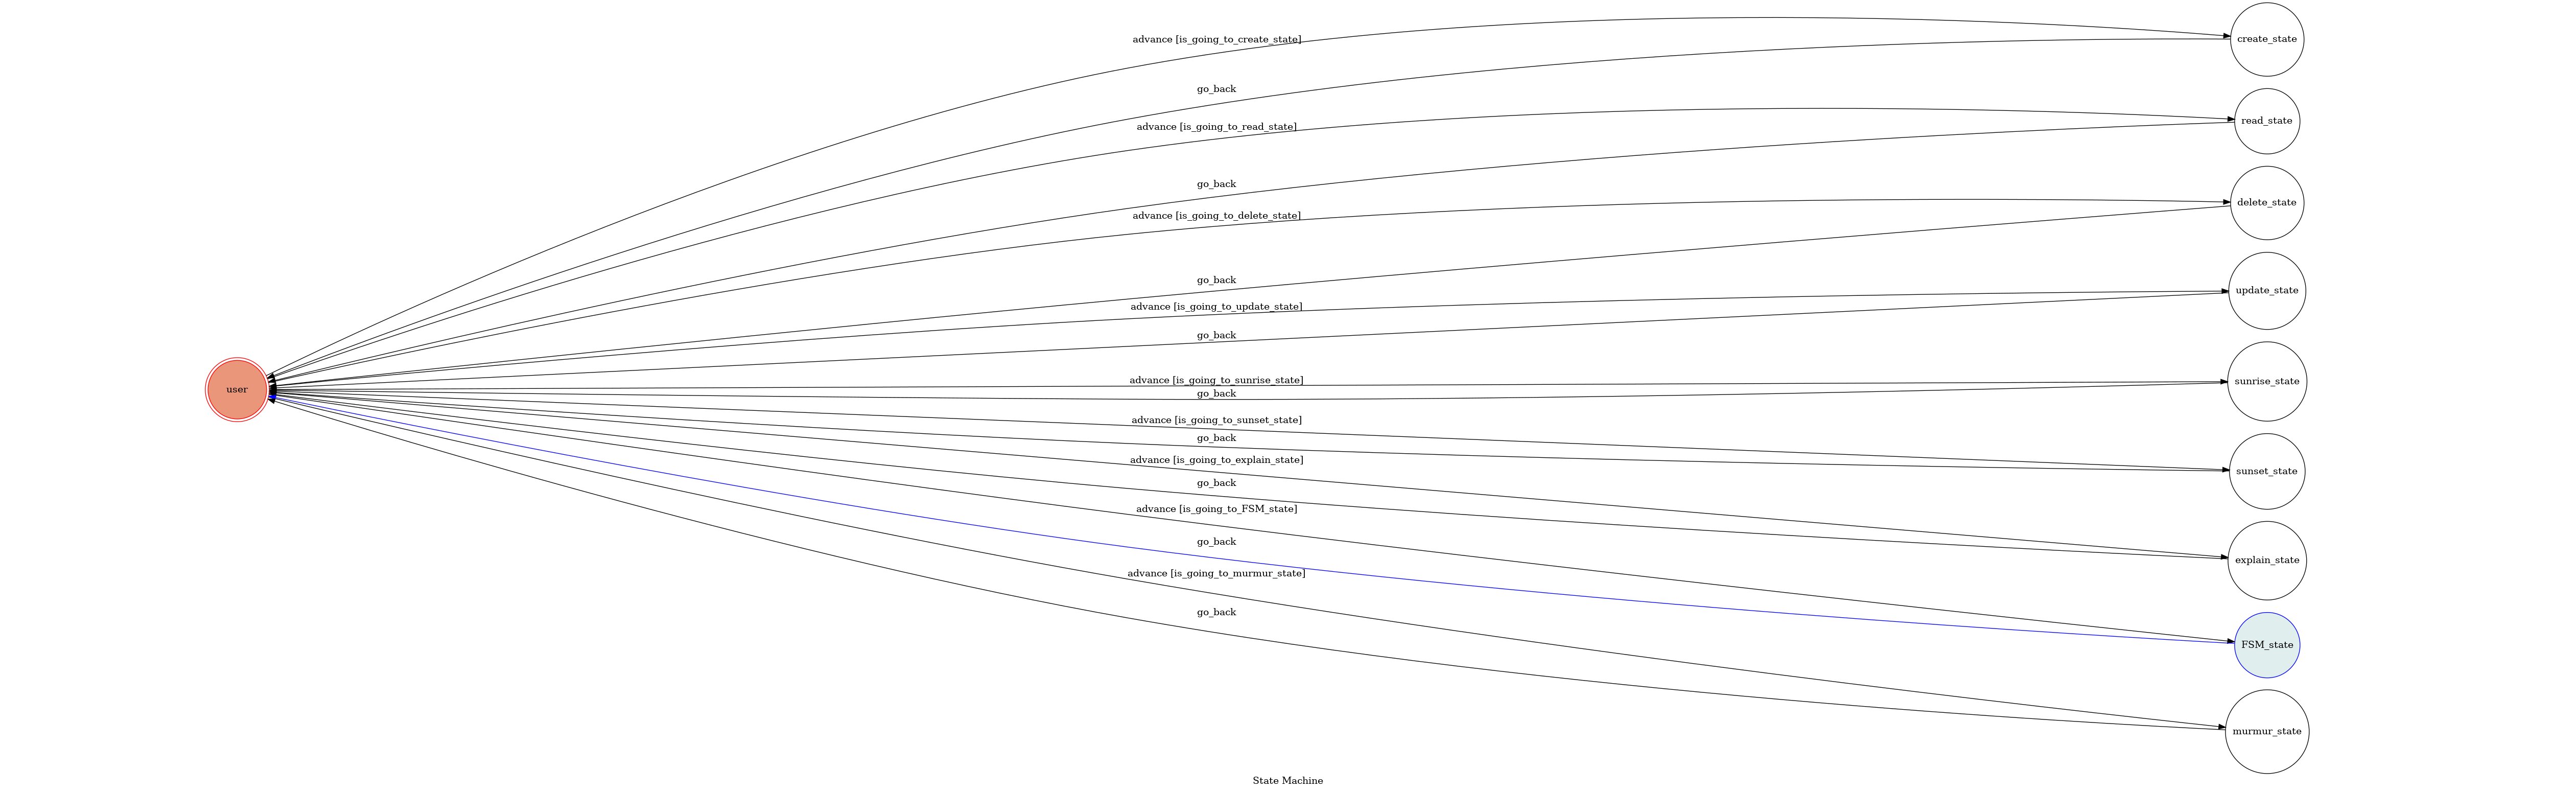 advance [is_going_to_create_state]
create_state
go_back
advance [is_going_to_read_state]
read_state
go_back
advance [is_going_to_delete_state]
delete_state
go_back
advance [is_going_to_update_state]
update_state
go_back
user
advance [is_going_to_sunrise_state]
sunrise_state
go_back
advance [is_going_to_sunset_state]
go_back
sunset_state
advance [is_going_to_explain_state]
go_back
explain_state
advance [is_going_to_FSM_state]
go_back
FSM_state
advance [is_going_to_murmur_state]
go_back
murmur_state
State Machine